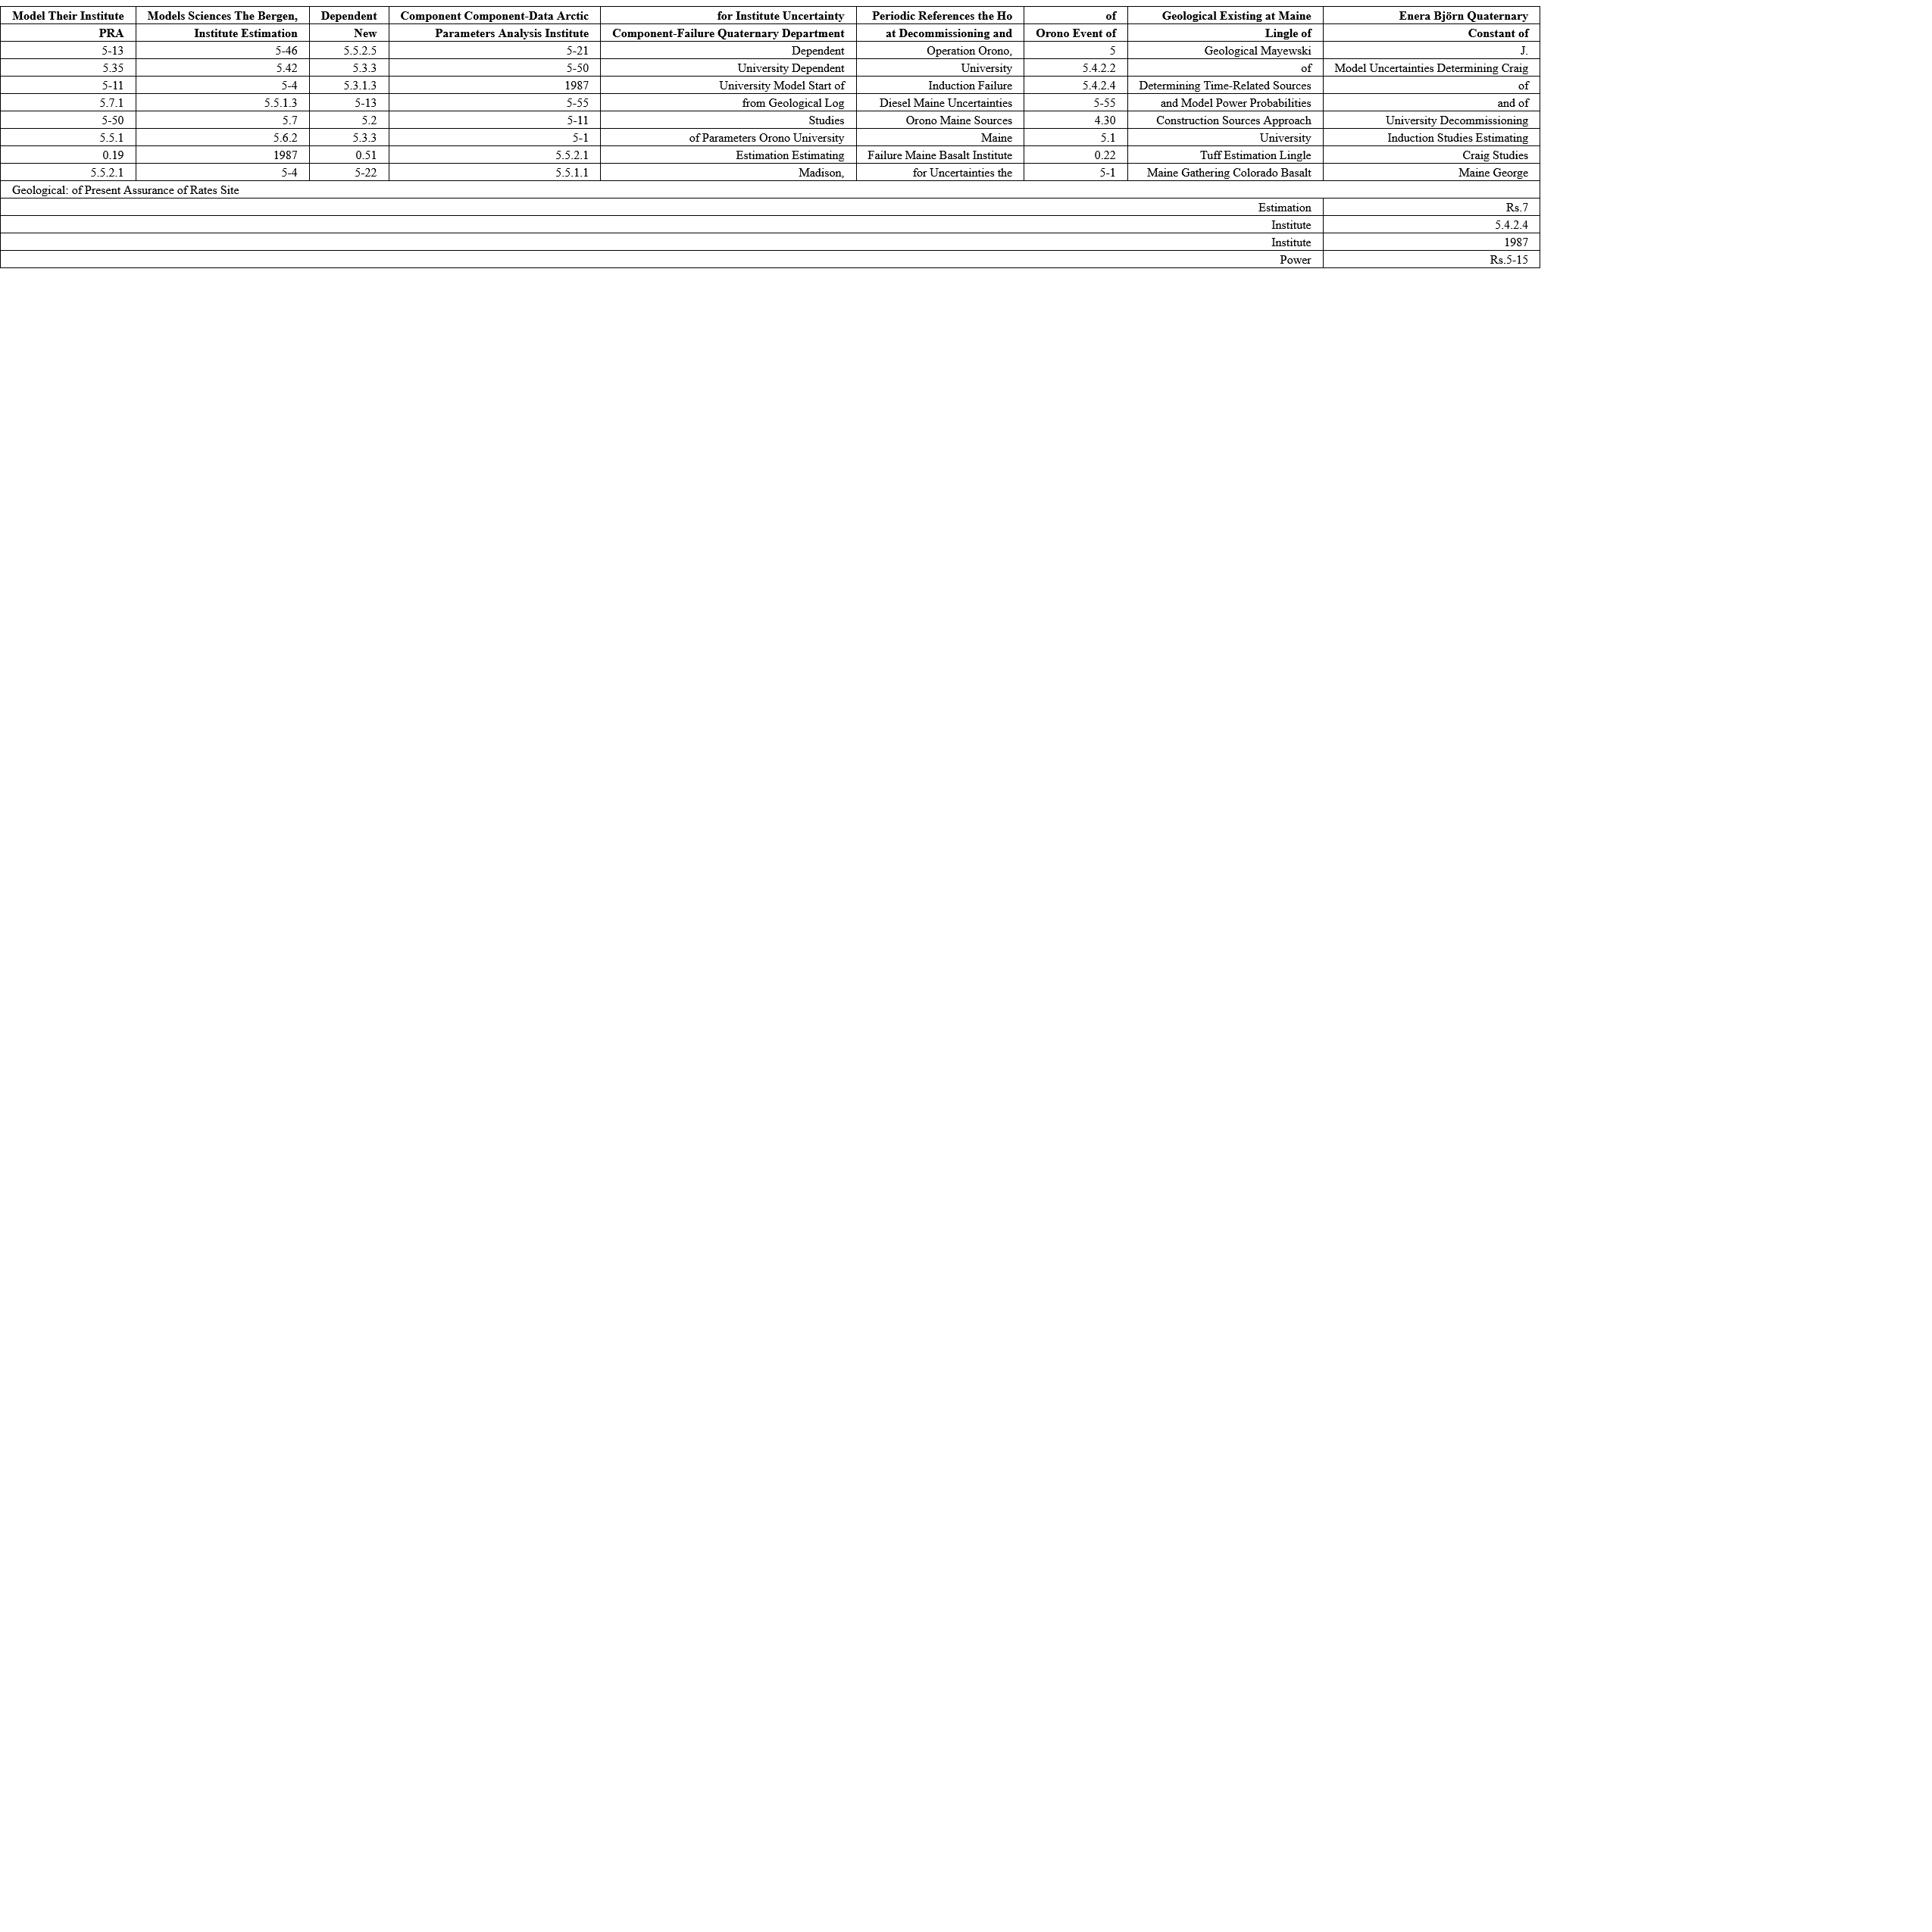 Model Their Institute Models Sciences The Bergen, Dependent Component Component-Data Arctic for Institute Uncertainty Periodic References the Ho of Geological Existing at Maine Enera Björn Quaternary
PRA Institute Estimation New Parameters Analysis Institute Component-Failure Quaternary Department at Decommissioning and Orono Event of Lingle of Constant of
5-13 5-46 5.5.2.5 5-21 Dependent Operation Orono, 5 Geological Mayewski J.
5.35 5.42 5.3.3 5-50 University Dependent University 5.4.2.2 of Model Uncertainties Determining Craig
5-11 5-4 5.3.1.3 1987 University Model Start of Induction Failure 5.4.2.4 Determining Time-Related Sources of
5.7.1 5.5.1.3 5-13 5-55 from Geological Log Diesel Maine Uncertainties 5-55 and Model Power Probabilities and of
5-50 5.7 5.2 5-11 Studies Orono Maine Sources 4.30 Construction Sources Approach University Decommissioning
5.5.1 5.6.2 5.3.3 5-1 of Parameters Orono University Maine 5.1 University Induction Studies Estimating
0.19 1987 0.51 5.5.2.1 Estimation Estimating Failure Maine Basalt Institute 0.22 Tuff Estimation Lingle Craig Studies
5.5.2.1 5-4 5-22 5.5.1.1 Madison, for Uncertainties the 5-1 Maine Gathering Colorado Basalt Maine George
Geological: of Present Assurance of Rates Site
Estimation Rs.7
Institute 5.4.2.4
Institute 1987
Power Rs.5-15